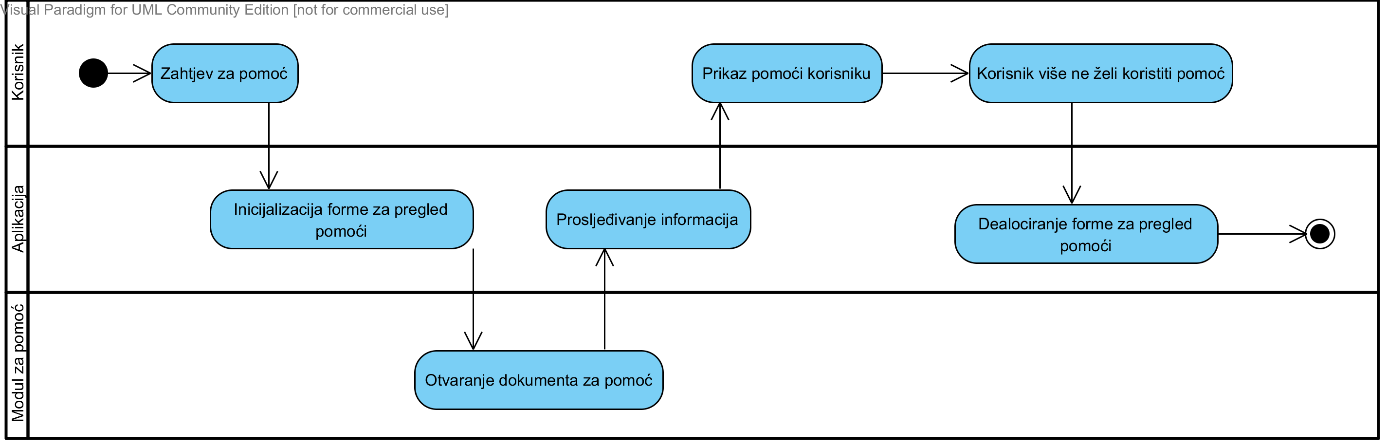 Visual Paradigm for UML Community Edition [not for commercial use]
Korisnik
Zahtjev za pomoć
Prikaz pomoći korisniku
Korisnik više ne želi koristiti pomoć
Aplikacija
Inicijalizacija forme za pregled
pomoći
Prosljeđivanje informacija
Dealociranje forme za pregled
pomoći
Modul za pomoć
Otvaranje dokumenta za pomoć